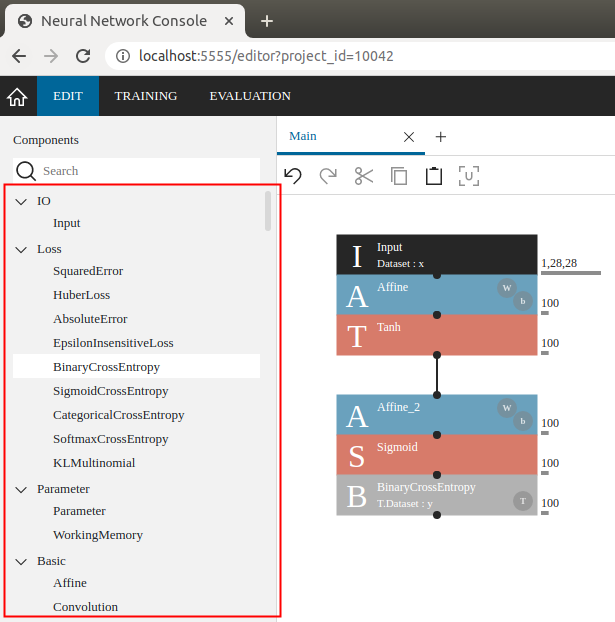 Neural Network Console
localhost:5555/editor?project_id=10042
EDIT TRAINING EVALUATION
Components
Search
IO
Input
Loss
SquaredError
HuberLoss
AbsoluteError
EpsilonInsensitiveLoss
BinaryCrossEntropy
SigmoidCrossEntropy
CategoricalCrossEntropy
SoftmaxCrossEntropy
KLMultinomial
Parameter
Parameter
WorkingMemory
Basic
Affine
Convolution
Main
I Input
Dataset : x
1,28,28
A Affine W b
100
T Tanh
100
A Affine_2 W b
100
S Sigmoid
100
B BinaryCrossEntropy
T.Dataset : y T
100